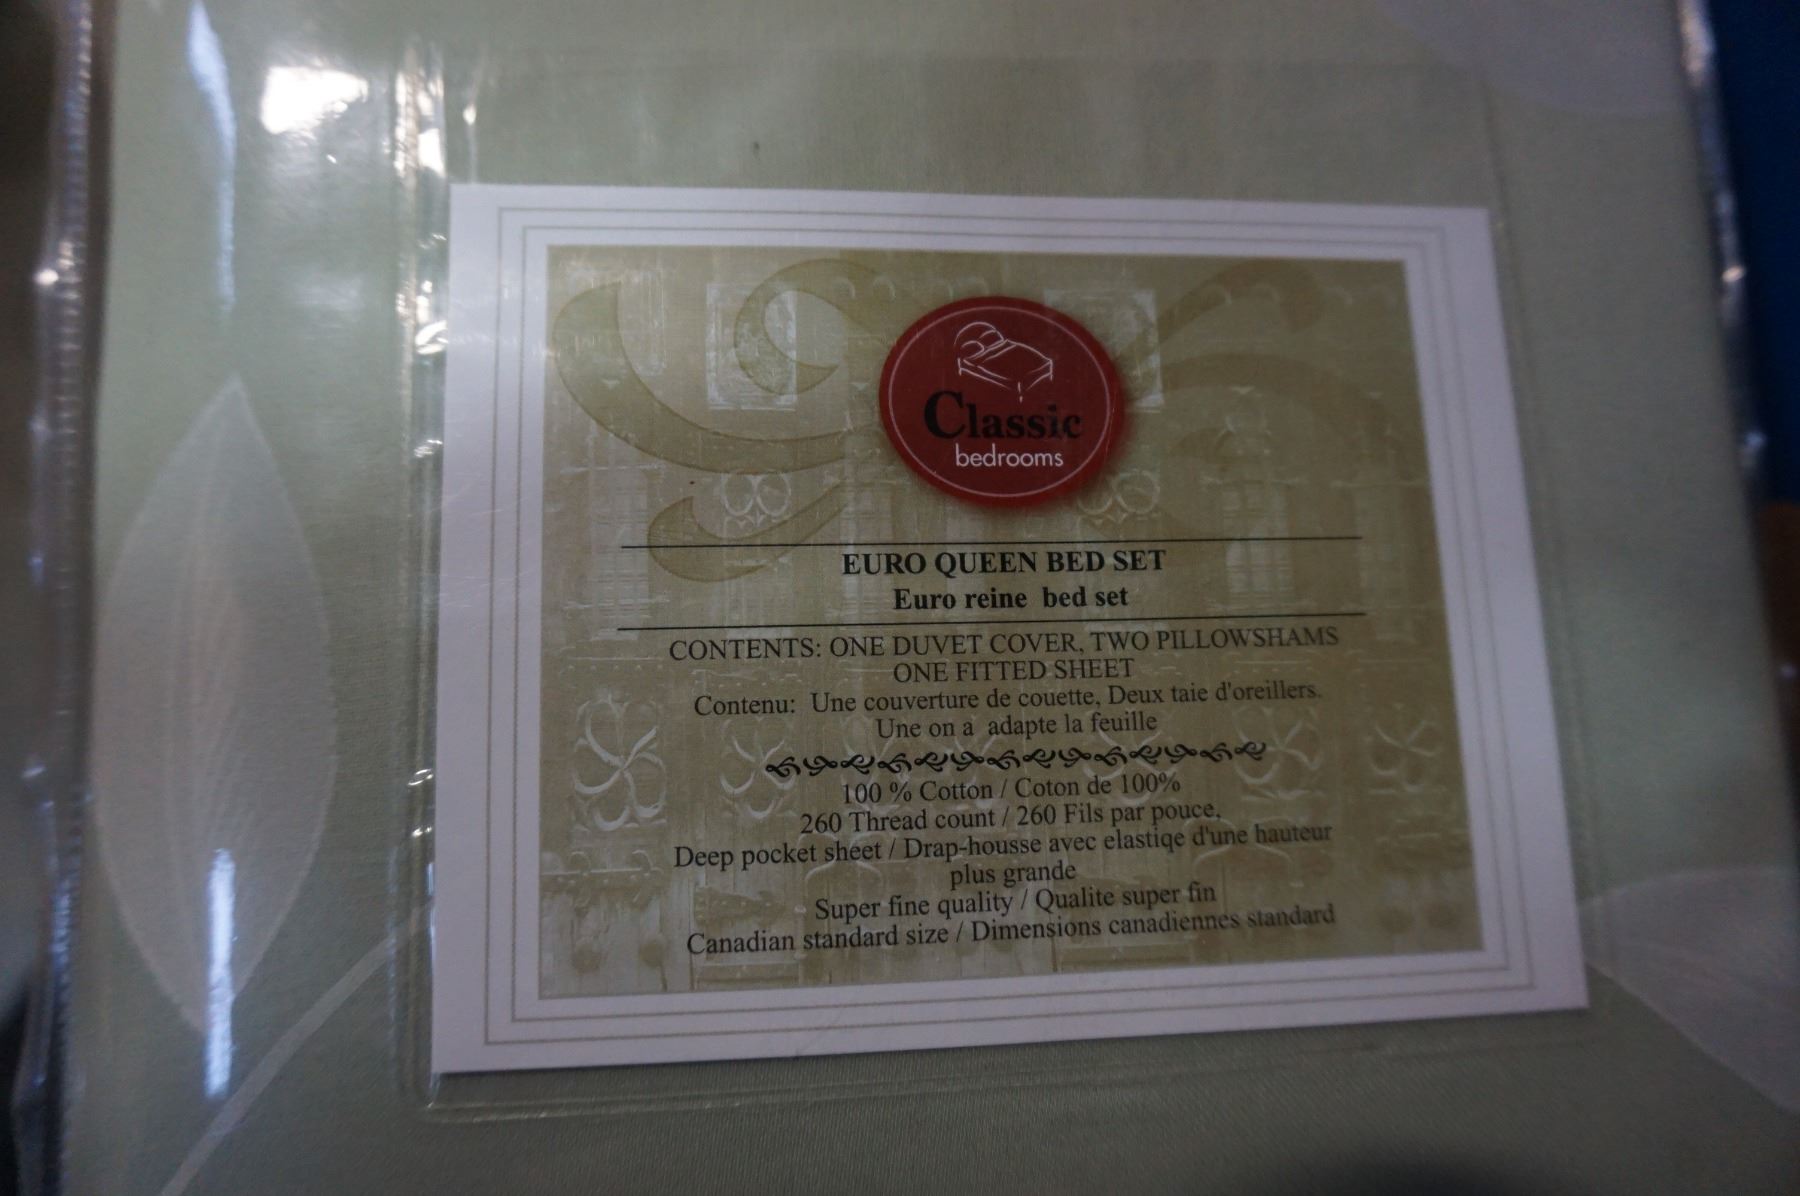 Classic
bedrooms
EURO QUEEN BED SET
Euro reine bed set
CONTENTS: ONE DUVET COVER, TWO PILLOWSHAMS
ONE FITTED SHEET
Contenu: Une couverture de couette, Deux taie d'oreillers.
Une on a adapte la feuille
100 % Cotton / Coton de 100%
260 Thread count / 260 Fils par pouce,
Deep pocket sheet / Drap-housse avec elastiqe d'une hauteur
plus grande
Super fine quality / Qualite super fin
Canadian standard size / Dimensions canadiennes standard